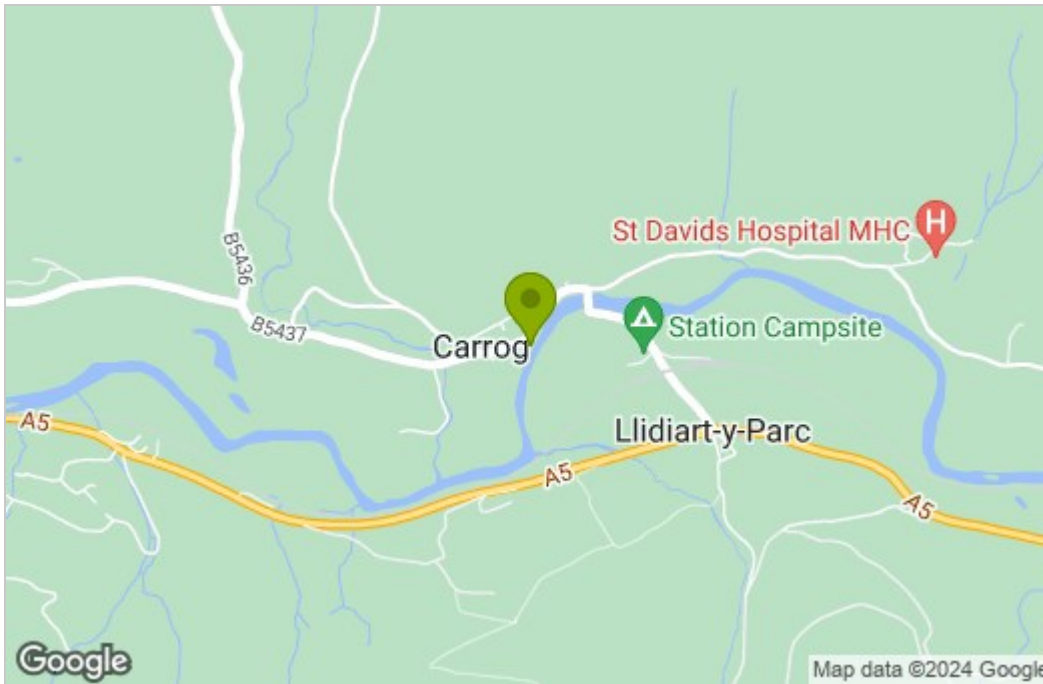 St Davids Hospital MHC
H
B5436
B5437
Station Campsite
Carrog
A5
Llidiart-y-Parc
A5
A5
Google
Map data ©2024 Google